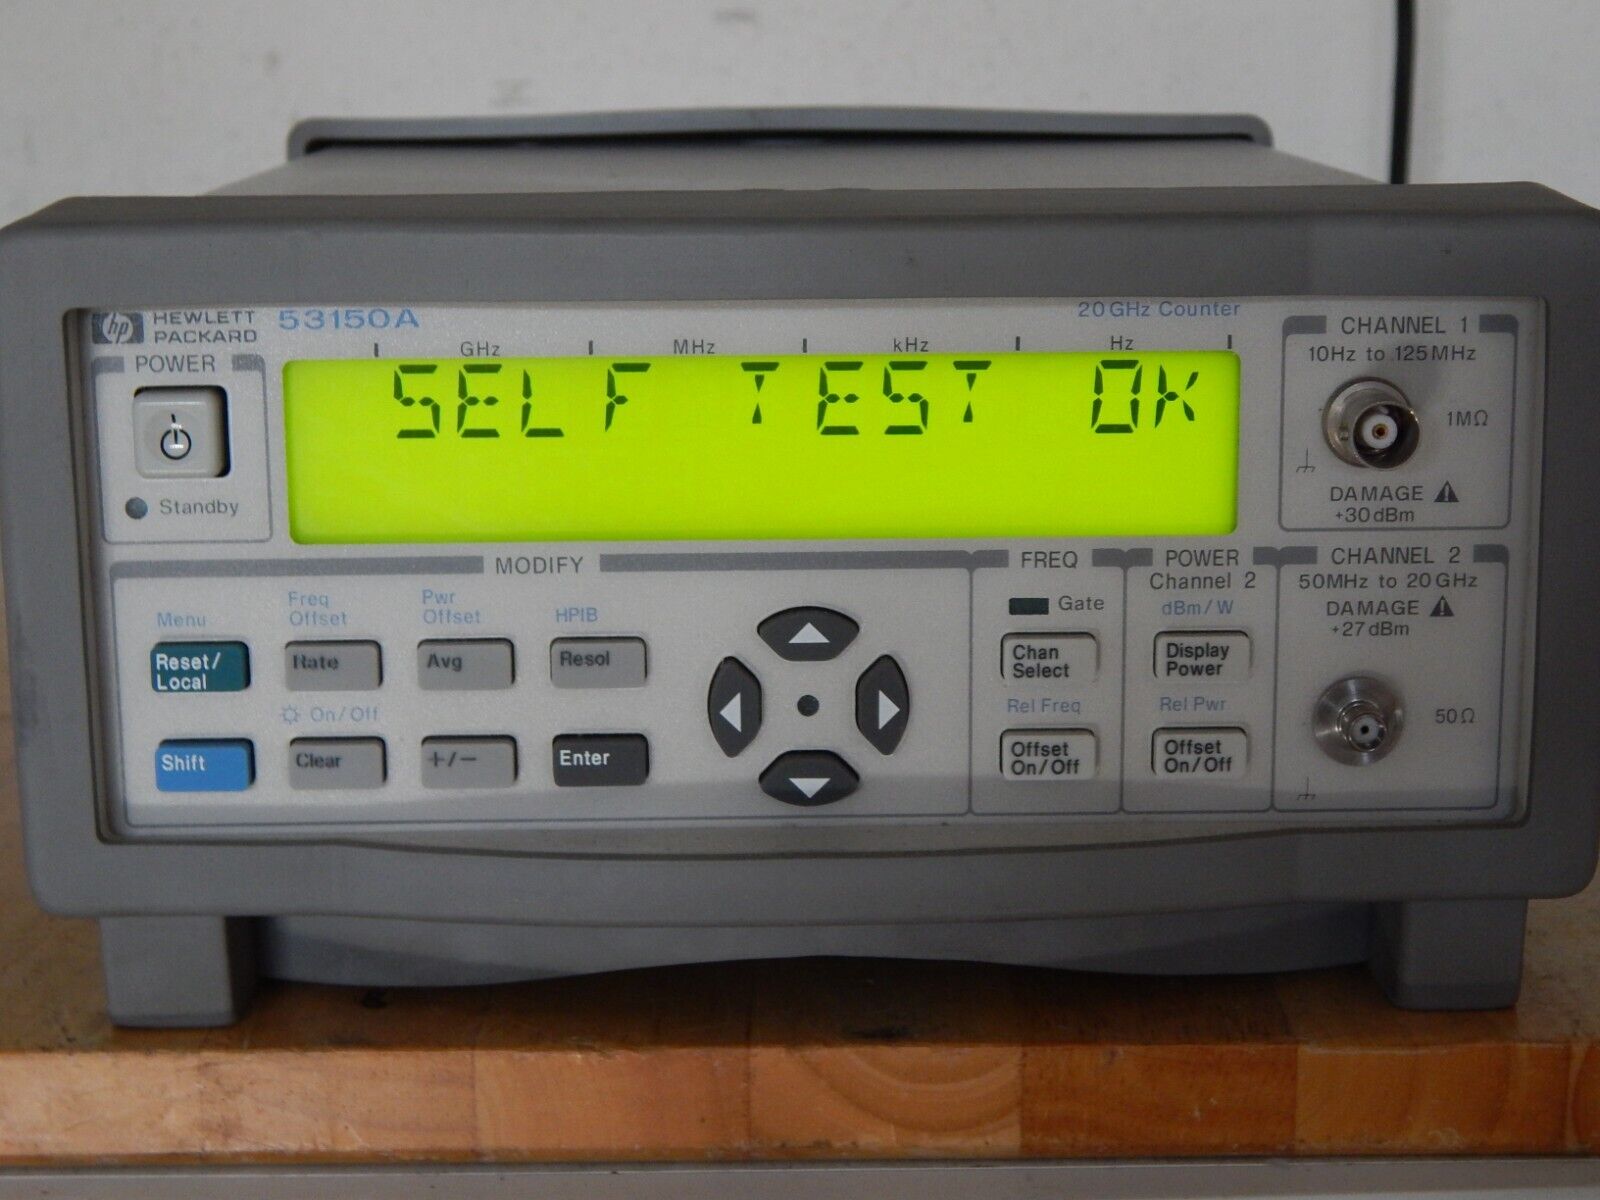 hp HEWLETT PACKARD 53150A
20 GHz Counter
POWER
Standby
GHz MHz kHz Hz
SELF TEST OK
CHANNEL 1
10Hz to 125MHz
1MΩ
DAMAGE
+30dBm
MODIFY
Menu
Freq Offset
Pwr Offset
HPIB
Reset/ Local
Rate
Avg
Resol
On/Off
Shift
Clear
+/−
Enter
FREQ
Gate
Chan Select
Rel Freq
Offset On/Off
POWER
Channel 2
dBm/W
Display Power
Rel Pwr
Offset On/Off
CHANNEL 2
50MHz to 20GHz
DAMAGE
+27dBm
50Ω